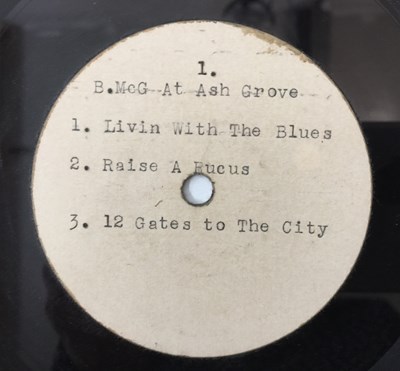 1.
B.McG At Ash Grove
1. Livin With The Blues
2. Raise A Rucus
3. 12 Gates to The City